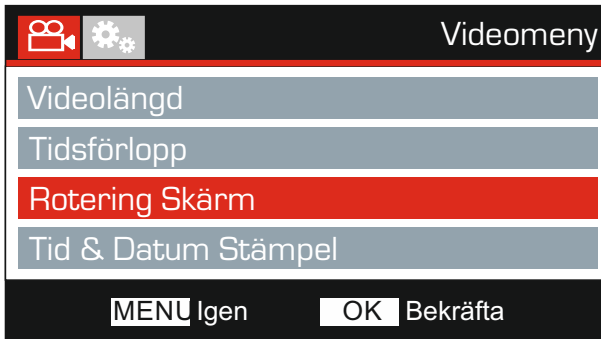 Videomeny
Videolängd
Tidsförlopp
Rotering Skärm
Tid & Datum Stämpel
MENU Igen OK Bekräfta